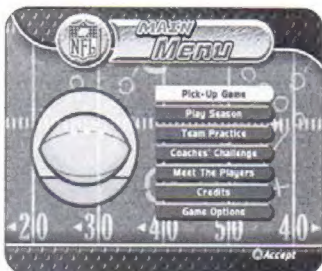 NFL
MAIN
Menu
Pick-Up Game
Play Season
Team Practice
Coaches' Challenge
Meet The Players
Credits
Game Options
◄20 ◄30 40 50 40►
Accept